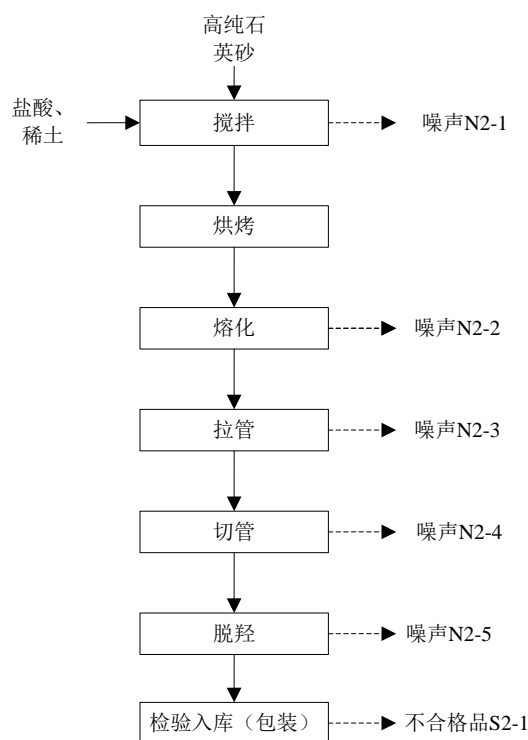 高纯石
英砂
盐酸、
稀土
搅拌
噪声N2-1
烘烤
熔化
噪声N2-2
拉管
噪声N2-3
切管
噪声N2-4
脱羟
噪声N2-5
检验入库（包装）
不合格品S2-1